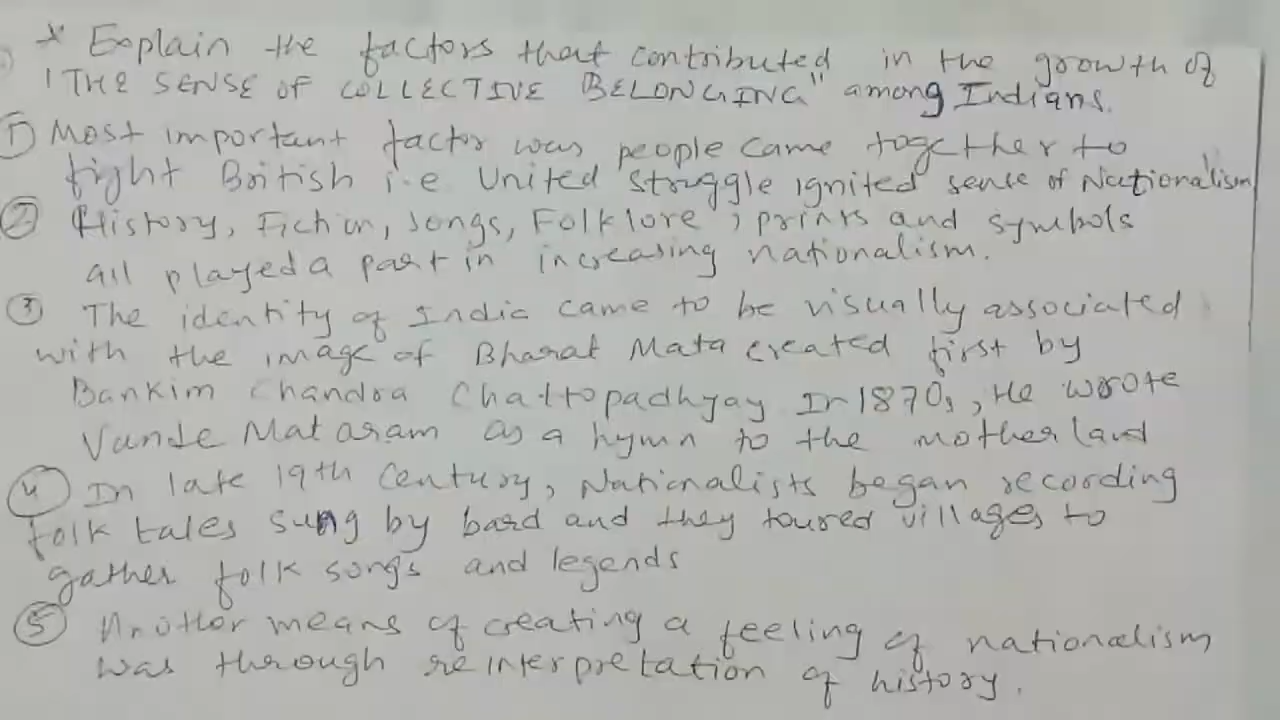 * Explain the factors that contributed in the growth of
"THE SENSE OF COLLECTIVE BELONGING" among Indians.
1) Most important factor was people came together to
fight British i.e United struggle ignited sense of Nationalism
2) History, Fiction, songs, Folklore, prints and symbols
all played a part in increasing nationalism.
3) The identity of India came to be visually associated
with the image of Bharat Mata created first by
Bankim Chandra Chattopadhyay In 1870s, He wrote
Vande Mataram as a hymn to the motherland
4) In late 19th Century, Nationalists began recording
folk tales sung by bard and they toured villages to
gather folk songs and legends
5) Another means of creating a feeling of nationalism
was through reinterpretation of history.